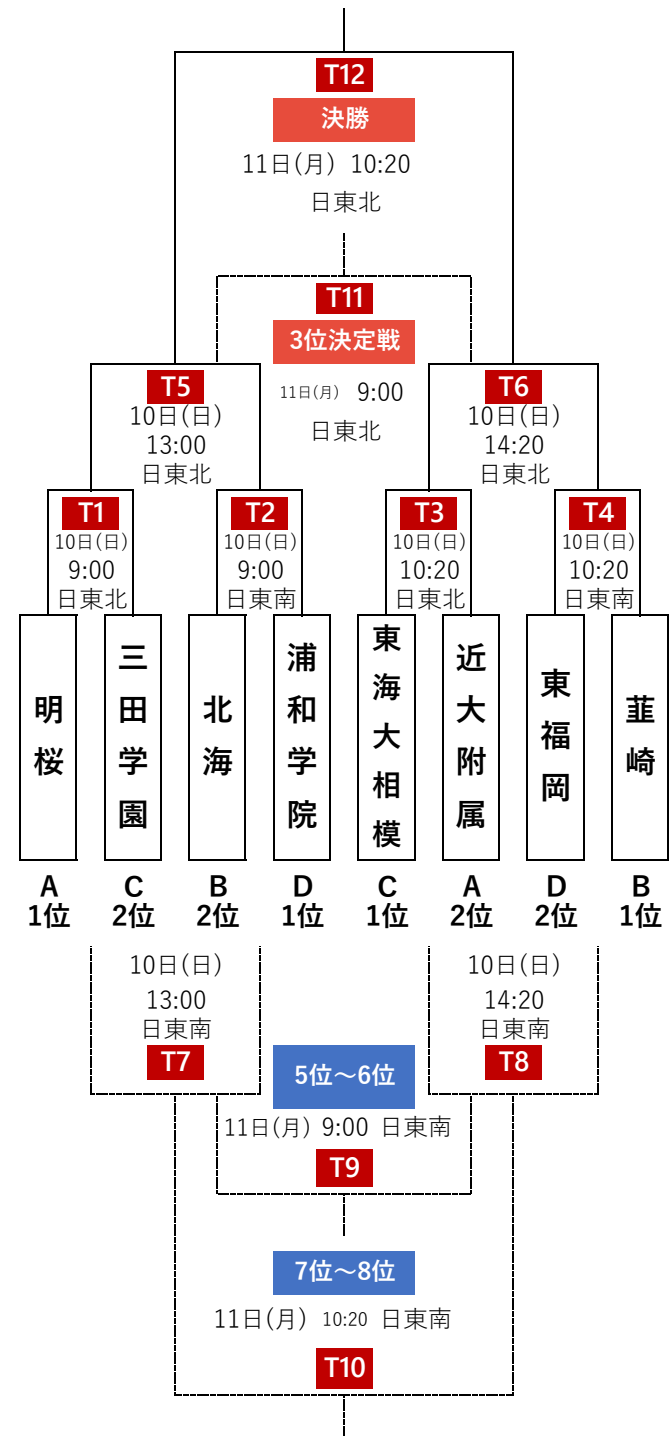 T12
決勝
11日(月) 10:20
日東北
T11
3位決定戦
11日(月) 9:00
日東北
T5
10日(日)
13:00
日東北
T6
10日(日)
14:20
日東北
T1
10日(日)
9:00
日東北
T2
10日(日)
9:00
日東南
T3
10日(日)
10:20
日東北
T4
10日(日)
10:20
日東南
明桜
三田学園
北海
浦和学院
東海大相模
近大附属
東福岡
韮崎
A
1位
C
2位
B
2位
D
1位
C
1位
A
2位
D
2位
B
1位
10日(日)
13:00
日東南
T7
10日(日)
14:20
日東南
T8
5位～6位
11日(月) 9:00 日東南
T9
7位～8位
11日(月) 10:20 日東南
T10